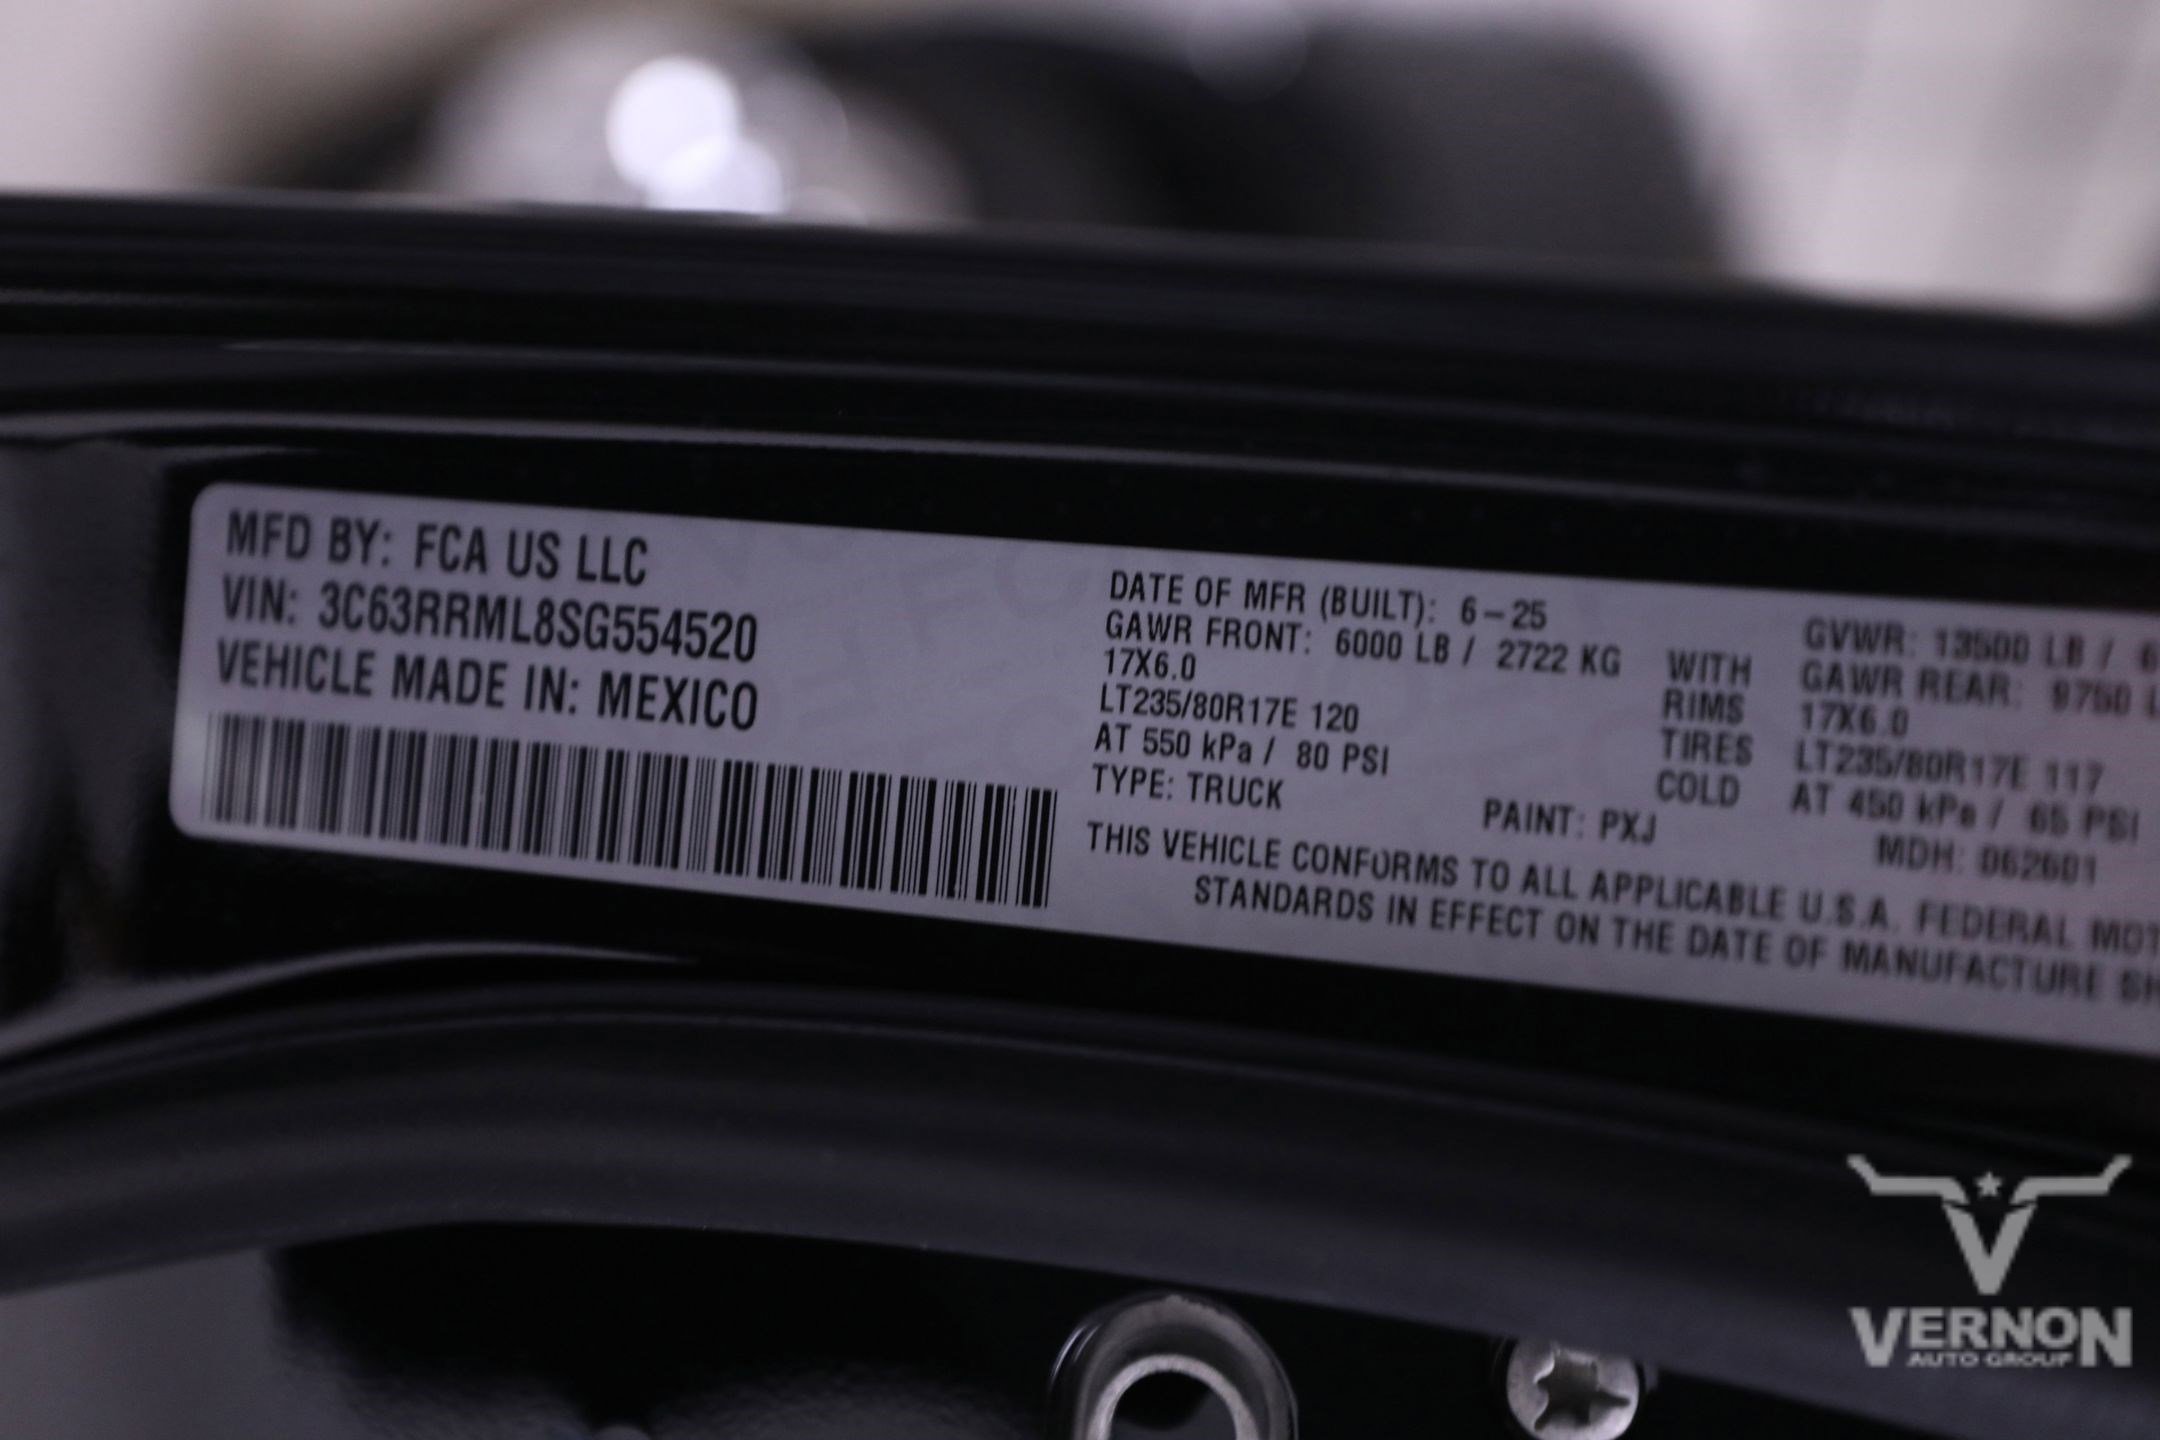 MFD BY: FCA US LLC
VIN: 3C63RRML8SG554520
VEHICLE MADE IN: MEXICO
DATE OF MFR (BUILT): 6-25
GAWR FRONT: 6000 LB / 2722 KG
17X6.0
LT235/80R17E 120
AT 550 kPa / 80 PSI
TYPE: TRUCK
PAINT: PXJ
WITH
RIMS
TIRES
COLD
GVWR: 13500 LB / 6
GAWR REAR: 9750 L
17X6.0
LT235/80R17E 117
AT 450 kPa / 65 PSI
MDH: 062601
THIS VEHICLE CONFORMS TO ALL APPLICABLE U.S.A. FEDERAL MOT
STANDARDS IN EFFECT ON THE DATE OF MANUFACTURE SH
V
VERNON
AUTO GROUP